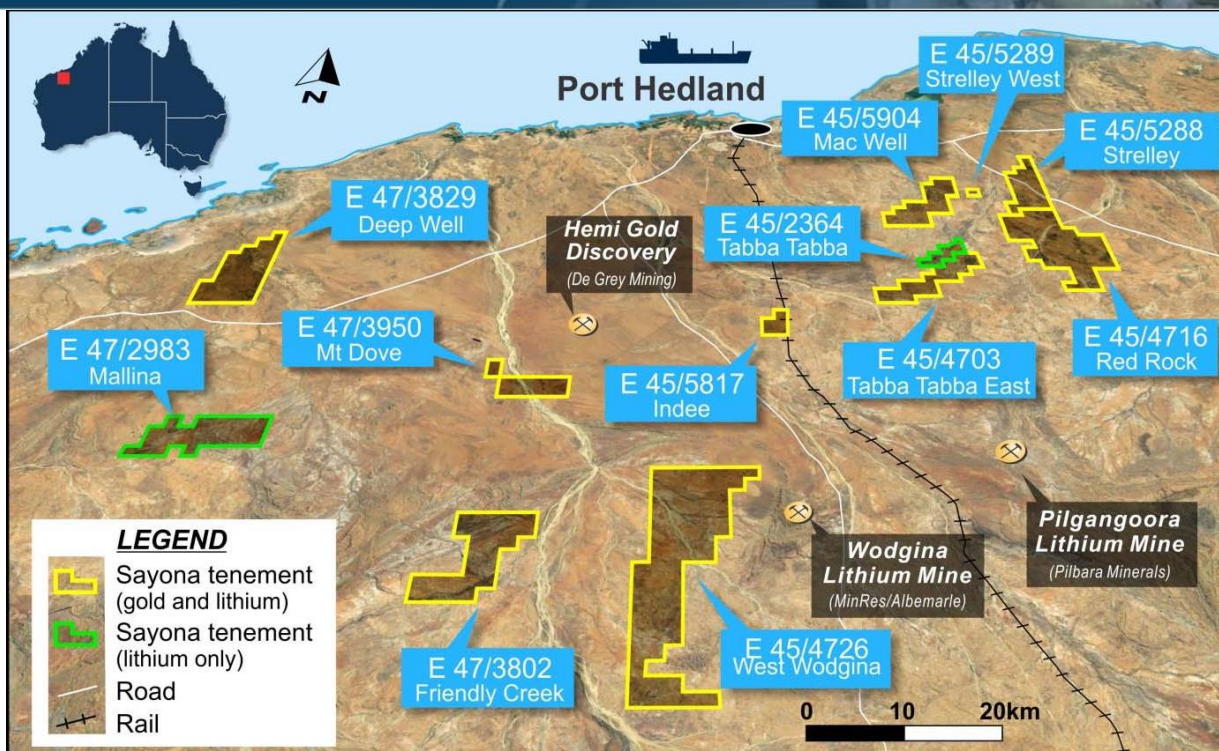 N
Port Hedland
E 45/5289
Strelley West
E 45/5904
Mac Well
E 45/5288
Strelley
E 47/3829
Deep Well
Hemi Gold
Discovery
(De Grey Mining)
E 45/2364
Tabba Tabba
E 47/3950
Mt Dove
E 47/2983
Mallina
E 45/5817
Indee
E 45/4703
Tabba Tabba East
E 45/4716
Red Rock
Wodgina
Lithium Mine
(MinRes/Albemarle)
Pilgangoora
Lithium Mine
(Pilbara Minerals)
E 47/3802
Friendly Creek
E 45/4726
West Wodgina
LEGEND
Sayona tenement
(gold and lithium)
Sayona tenement
(lithium only)
Road
Rail
0 10 20km